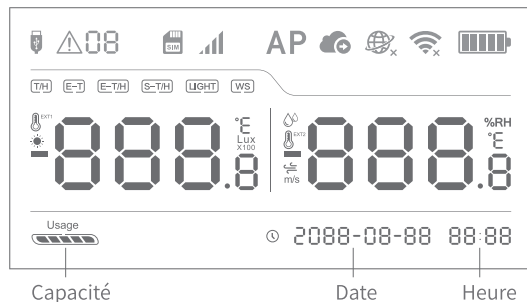 08 SIM AP
T/H E-T E-T/H S-T/H LIGHT WS
EXT1 888.8 °E Lux X100 EXT2 m/s 888.8 %RH °E
Usage 2088-08-88 88:88
Capacité Date Heure